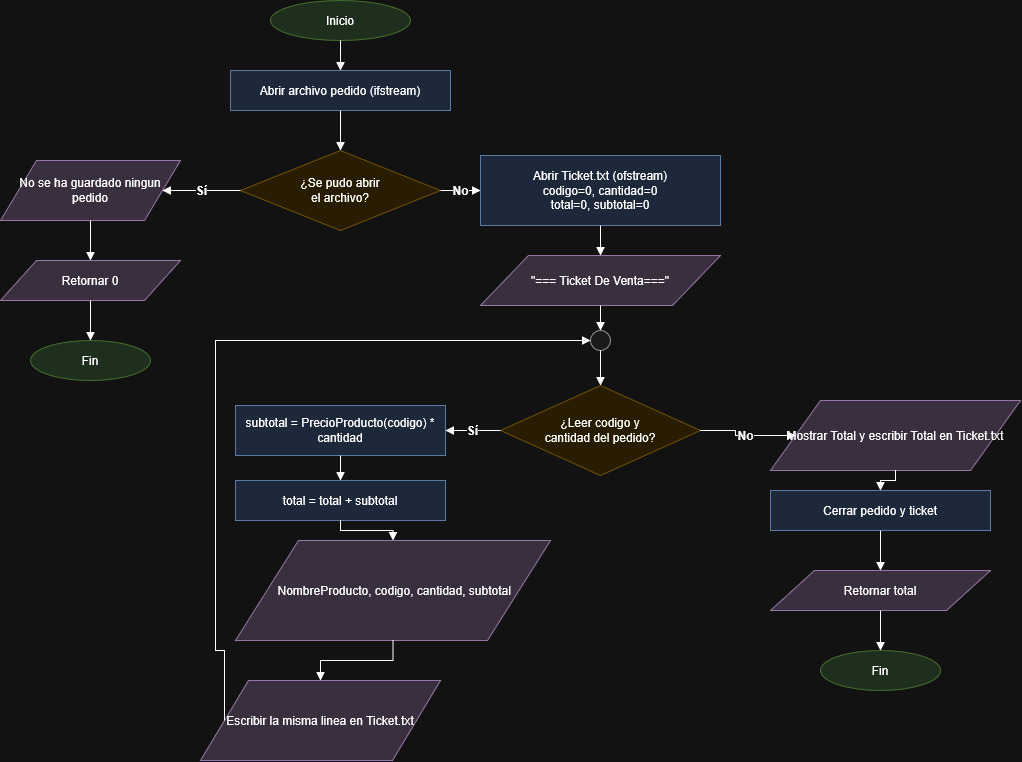 Inicio
Abrir archivo pedido (ifstream)
¿Se pudo abrir
el archivo?
Sí
No
No se ha guardado ningun
pedido
Retornar 0
Fin
Abrir Ticket.txt (ofstream)
codigo=0, cantidad=0
total=0, subtotal=0
"=== Ticket De Venta==="
¿Leer codigo y
cantidad del pedido?
Sí
No
subtotal = PrecioProducto(codigo) *
cantidad
total = total + subtotal
NombreProducto, codigo, cantidad, subtotal
Escribir la misma linea en Ticket.txt
Mostrar Total y escribir Total en Ticket.txt
Cerrar pedido y ticket
Retornar total
Fin